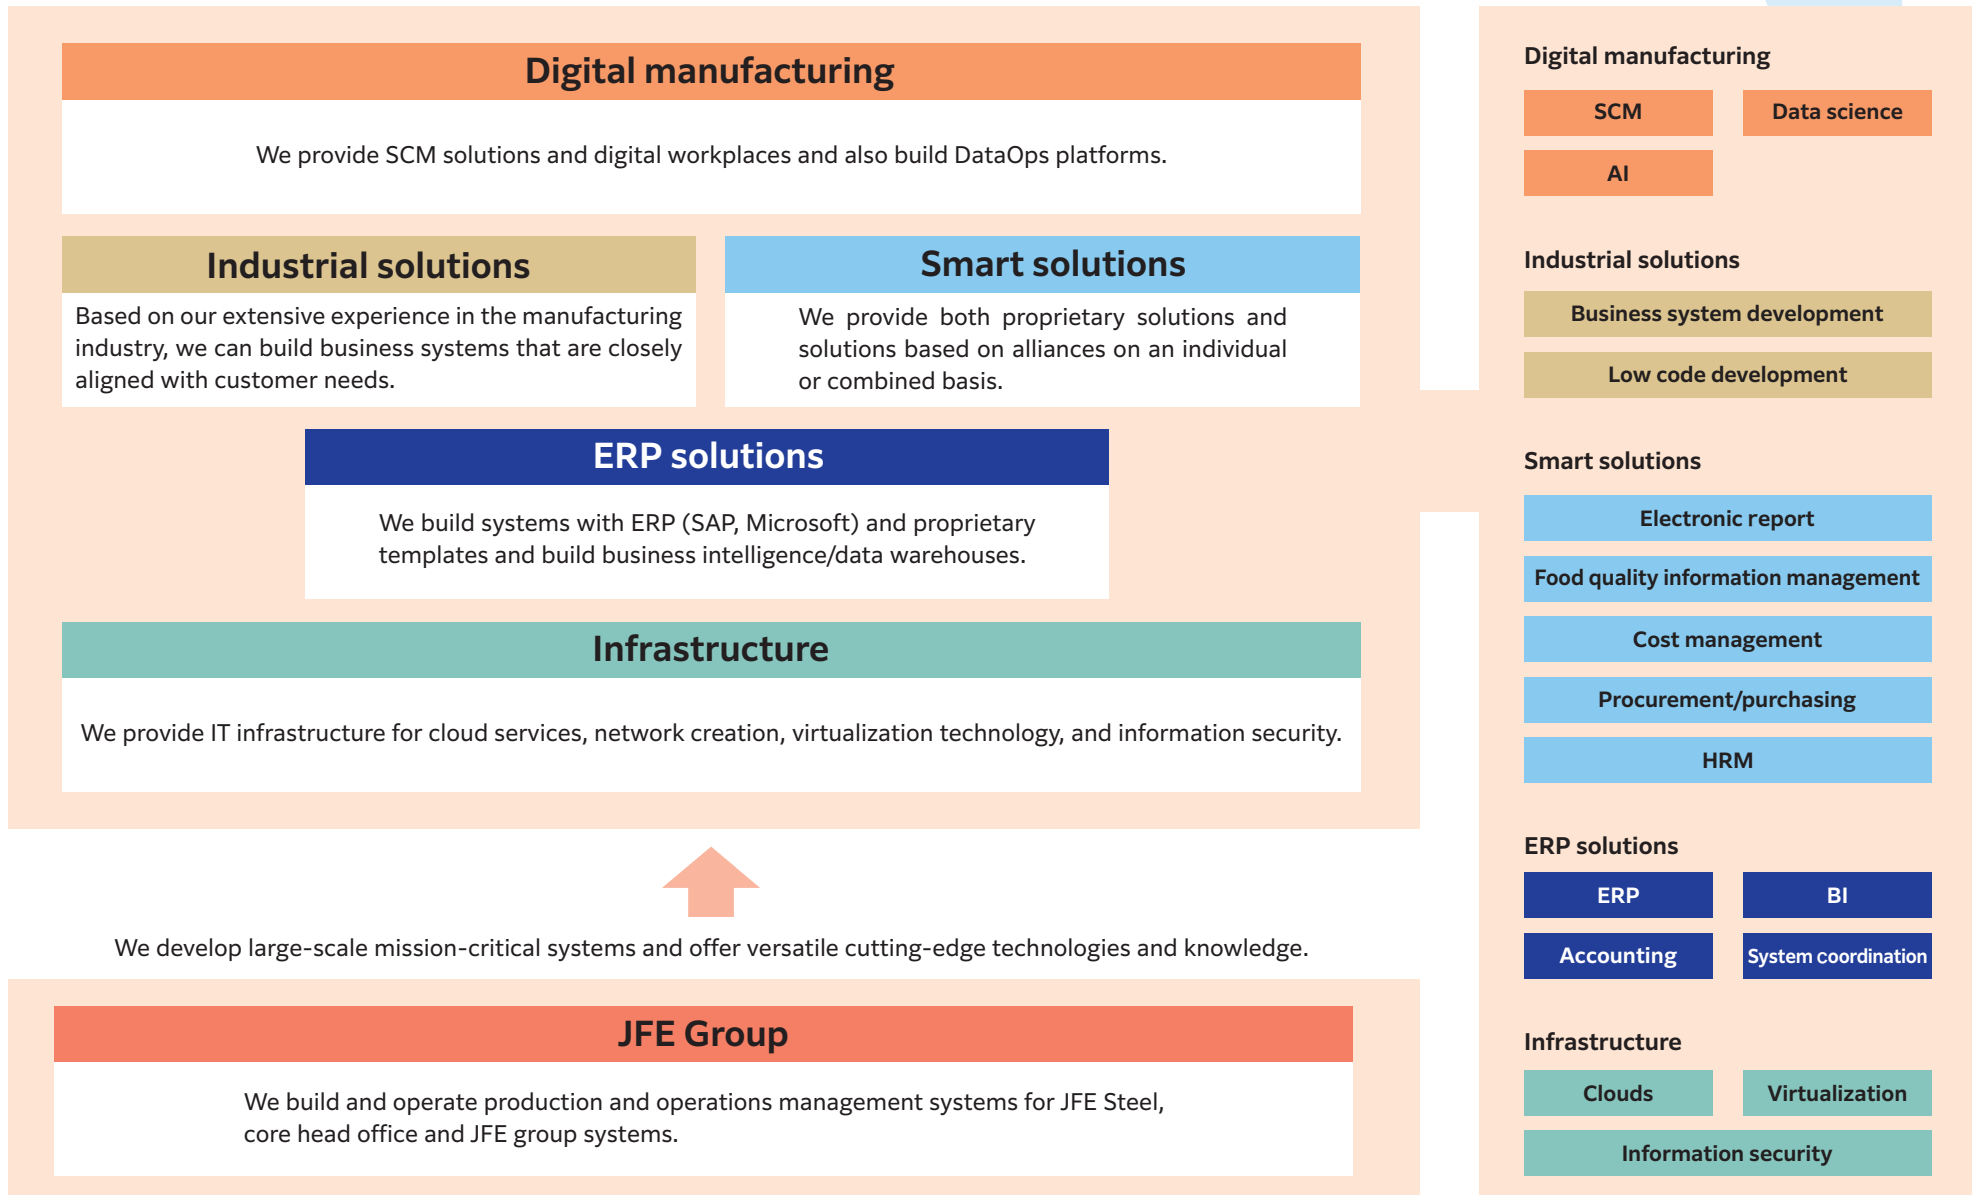 Digital manufacturing
We provide SCM solutions and digital workplaces and also build DataOps platforms.
Industrial solutions
Based on our extensive experience in the manufacturing
industry, we can build business systems that are closely
aligned with customer needs.
Smart solutions
We provide both proprietary solutions and
solutions based on alliances on an individual
or combined basis.
ERP solutions
We build systems with ERP (SAP, Microsoft) and proprietary
templates and build business intelligence/data warehouses.
Infrastructure
We provide IT infrastructure for cloud services, network creation, virtualization technology, and information security.
We develop large-scale mission-critical systems and offer versatile cutting-edge technologies and knowledge.
JFE Group
We build and operate production and operations management systems for JFE Steel,
core head office and JFE group systems.
Digital manufacturing
SCM
Data science
AI
Industrial solutions
Business system development
Low code development
Smart solutions
Electronic report
Food quality information management
Cost management
Procurement/purchasing
HRM
ERP solutions
ERP
BI
Accounting
System coordination
Infrastructure
Clouds
Virtualization
Information security